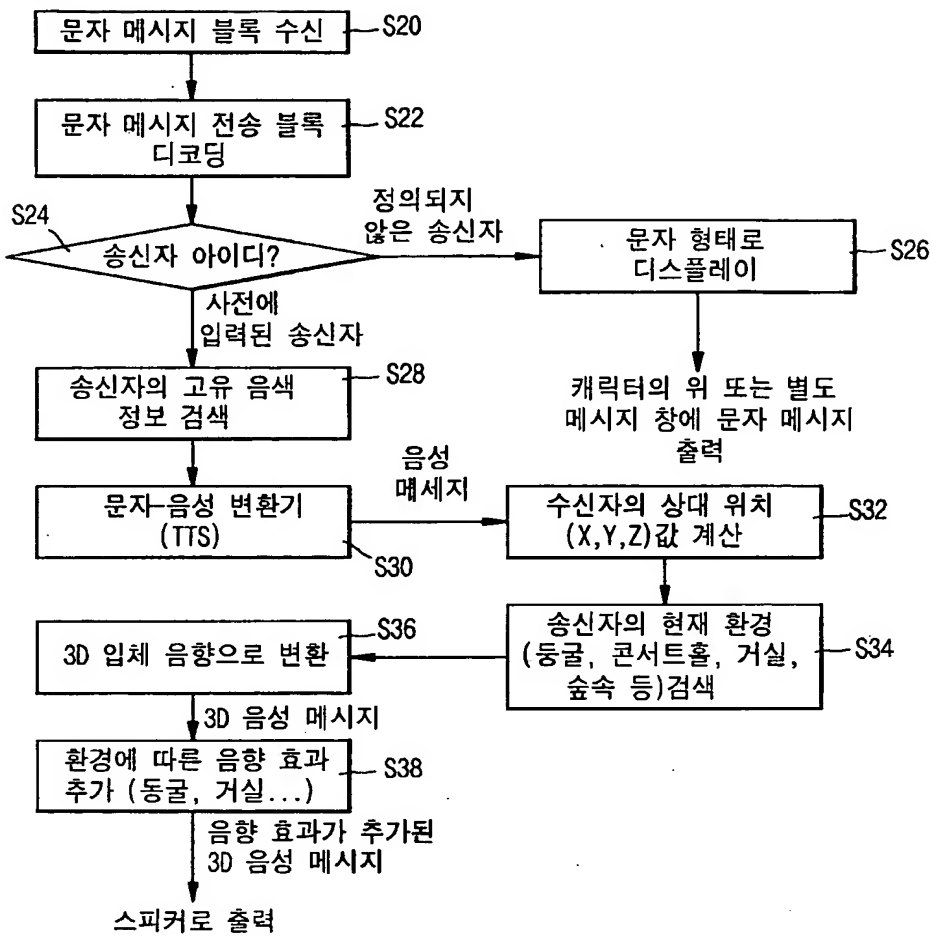 문자 메시지 블록 수신
S20
문자 메시지 전송 블록
디코딩
S22
S24
송신자 아이디?
정의되지
않은 송신자
문자 형태로
디스플레이
S26
사전에
입력된 송신자
캐릭터의 위 또는 별도
메시지 창에 문자 메시지
출력
송신자의 고유 음색
정보 검색
S28
문자-음성 변환기
(TTS)
S30
음성
메세지
수신자의 상대 위치
(X,Y,Z)값 계산
S32
송신자의 현재 환경
(둥굴, 콘서트홀, 거실,
숲속 등)검색
S34
3D 입체 음향으로 변환
S36
3D 음성 메시지
환경에 따른 음향 효과
추가 (동굴, 거실...)
S38
음향 효과가 추가된
3D 음성 메시지
스피커로 출력